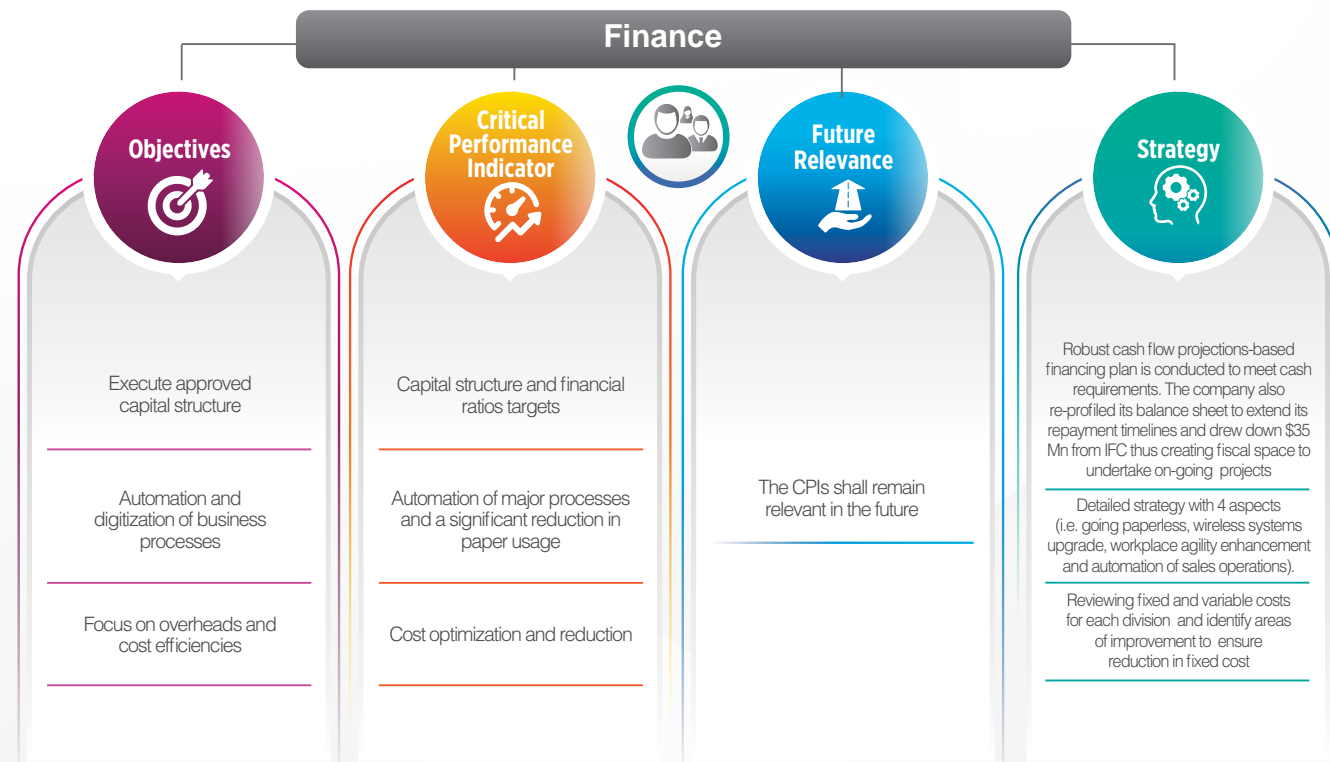 Finance
Objectives
Execute approved
capital structure
Automation and
digitization of business
processes
Focus on overheads and
cost efficiencies
Critical
Performance
Indicator
Capital structure and financial
ratios targets
Automation of major processes
and a significant reduction in
paper usage
Cost optimization and reduction
Future
Relevance
The CPIs shall remain
relevant in the future
Strategy
Robust cash flow projections-based
financing plan is conducted to meet cash
requirements. The company also
re-profiled its balance sheet to extend its
repayment timelines and drew down $35
Mn from IFC thus creating fiscal space to
undertake on-going projects
Detailed strategy with 4 aspects
(i.e. going paperless, wireless systems
upgrade, workplace agility enhancement
and automation of sales operations).
Reviewing fixed and variable costs
for each division and identify areas
of improvement to ensure
reduction in fixed cost